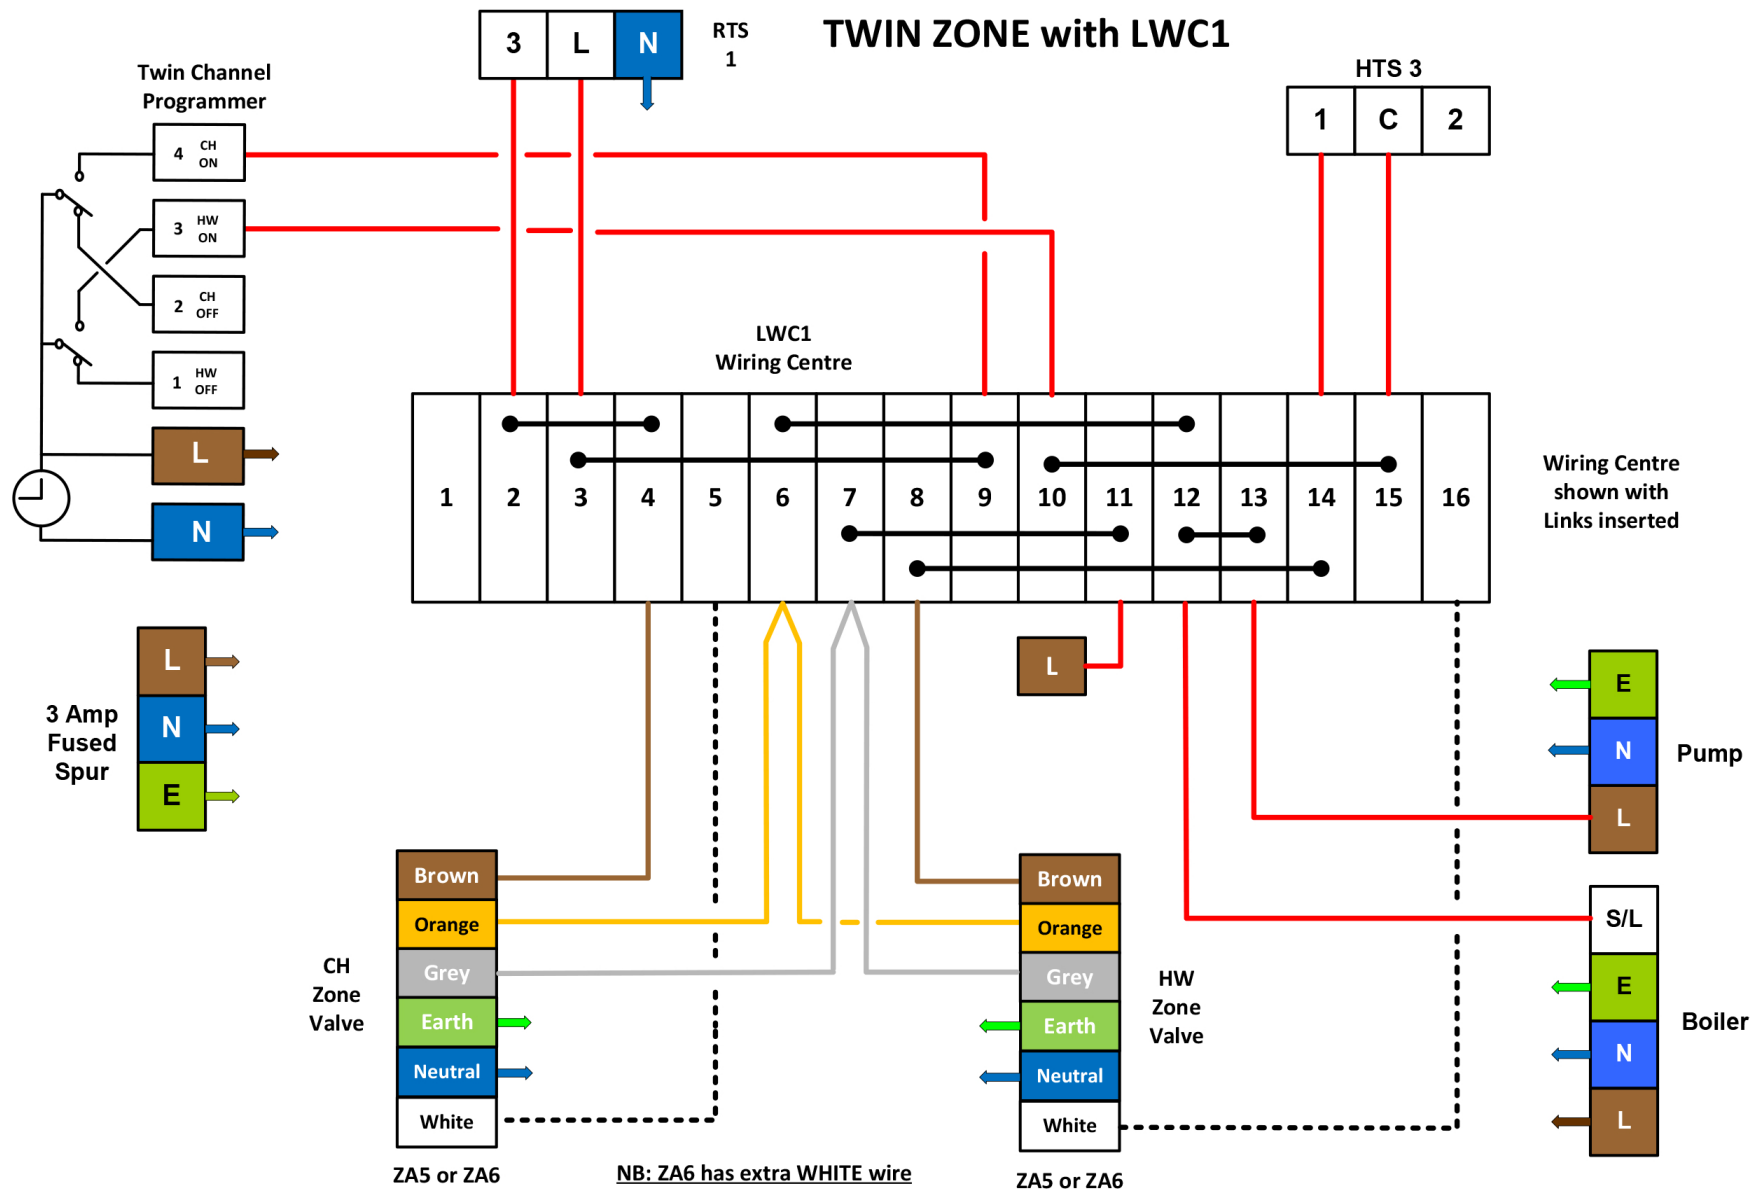 TWIN ZONE with LWC1
3 L N
RTS
1
HTS 3
1 C 2
Twin Channel
Programmer
4 CH
ON
3 HW
ON
2 CH
OFF
1 HW
OFF
L
N
LWC1
Wiring Centre
1 2 3 4 5 6 7 8 9 10 11 12 13 14 15 16
Wiring Centre
shown with
Links inserted
L
3 Amp
Fused
Spur
L
N
E
E
N
L
Pump
S/L
E
N
L
Boiler
CH
Zone
Valve
Brown
Orange
Grey
Earth
Neutral
White
ZA5 or ZA6
NB: ZA6 has extra WHITE wire
Brown
Orange
Grey
Earth
Neutral
White
HW
Zone
Valve
ZA5 or ZA6